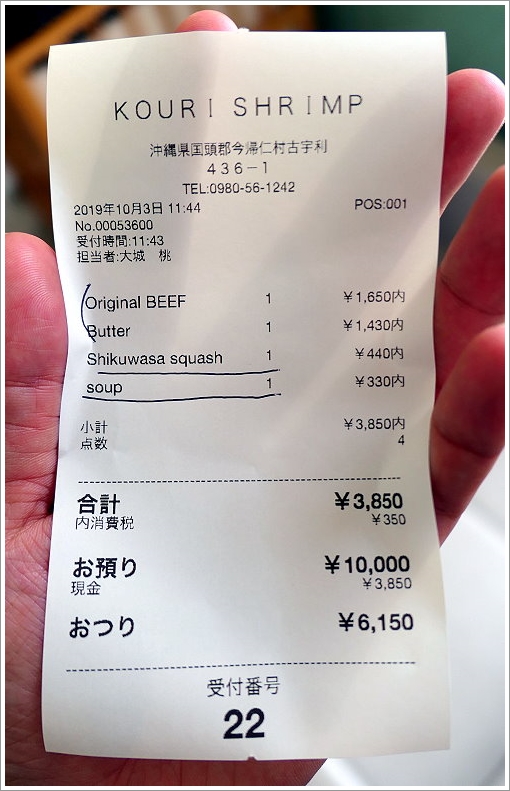 KOURI SHRIMP
沖縄県国頭郡今帰仁村古宇利
436-1
TEL:0980-56-1242
2019年10月3日 11:44 POS:001
No.00053600
受付時間:11:43
担当者:大城 桃
Original BEEF 1 ¥1,650内
Butter 1 ¥1,430内
Shikuwasa squash 1 ¥440内
soup 1 ¥330内
小計 ¥3,850内
点数 4
合計 ¥3,850
内消費税 ¥350
お預り ¥10,000
現金 ¥3,850
おつり ¥6,150
受付番号
22